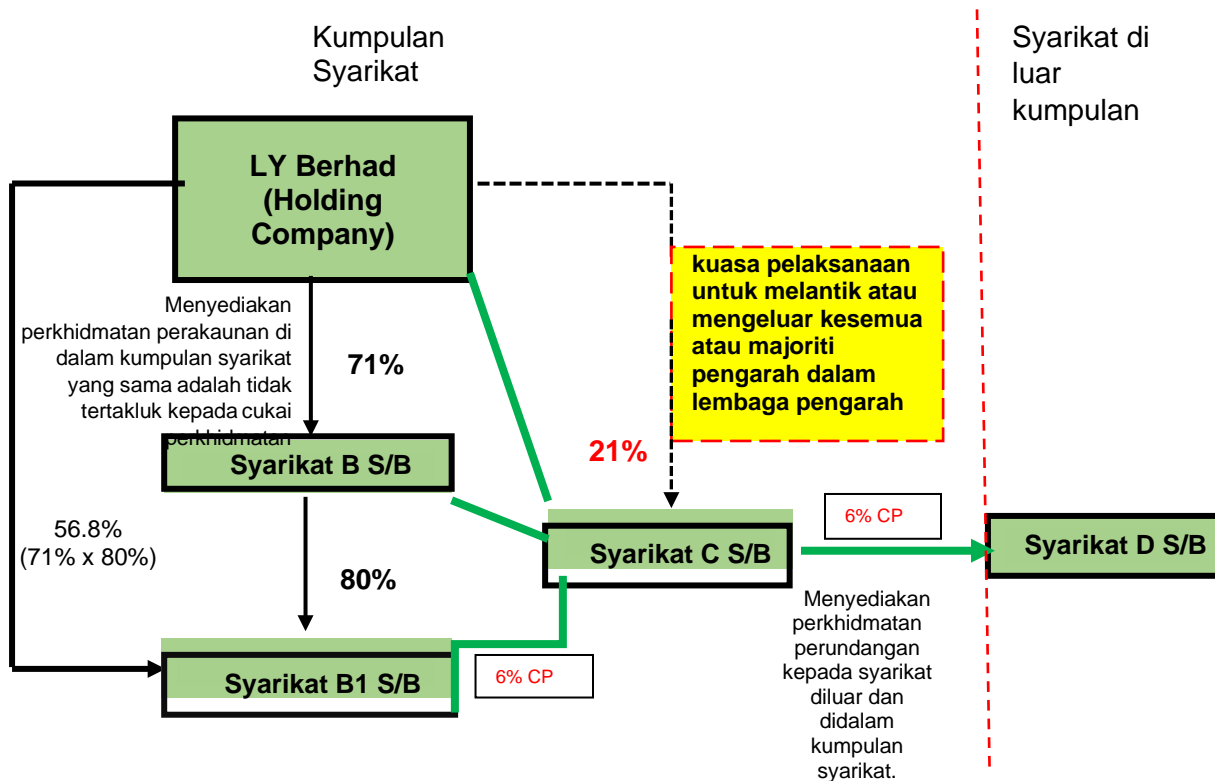 Kumpulan
Syarikat
Syarikat di
luar
kumpulan
LY Berhad
(Holding
Company)
kuasa pelaksanaan
untuk melantik atau
mengeluar kesemua
atau majoriti
pengarah dalam
lembaga pengarah
Menyediakan
perkhidmatan perakaunan di
dalam kumpulan syarikat
yang sama adalah tidak
tertakluk kepada cukai
perkhidmatan
71%
21%
Syarikat B S/B
56.8%
(71% x 80%)
80%
Syarikat C S/B
6% CP
Syarikat D S/B
Syarikat B1 S/B
6% CP
Menyediakan
perkhidmatan
perundangan
kepada syarikat
diluar dan
didalam
kumpulan
syarikat.